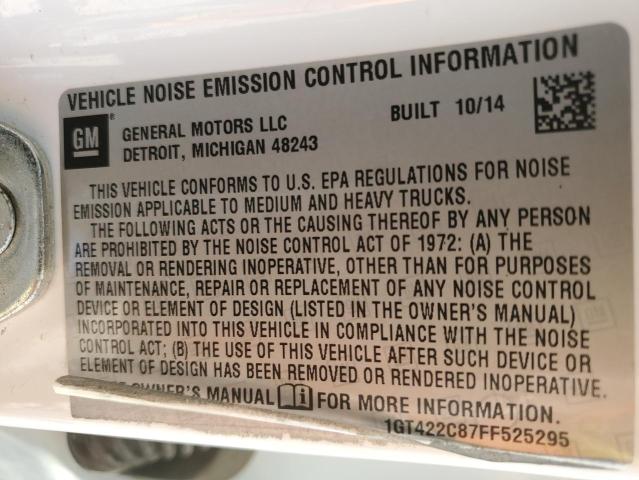 VEHICLE NOISE EMISSION CONTROL INFORMATION
GM ® GENERAL MOTORS LLC BUILT 10/14
DETROIT, MICHIGAN 48243
THIS VEHICLE CONFORMS TO U.S. EPA REGULATIONS FOR NOISE
EMISSION APPLICABLE TO MEDIUM AND HEAVY TRUCKS.
THE FOLLOWING ACTS OR THE CAUSING THEREOF BY ANY PERSON
ARE PROHIBITED BY THE NOISE CONTROL ACT OF 1972: (A) THE
REMOVAL OR RENDERING INOPERATIVE, OTHER THAN FOR PURPOSES
OF MAINTENANCE, REPAIR OR REPLACEMENT OF ANY NOISE CONTROL
DEVICE OR ELEMENT OF DESIGN (LISTED IN THE OWNER'S MANUAL)
INCORPORATED INTO THIS VEHICLE IN COMPLIANCE WITH THE NOISE
CONTROL ACT; (B) THE USE OF THIS VEHICLE AFTER SUCH DEVICE OR
ELEMENT OF DESIGN HAS BEEN REMOVED OR RENDERED INOPERATIVE.
OWNER'S MANUAL FOR MORE INFORMATION.
1GT422C87FF525295